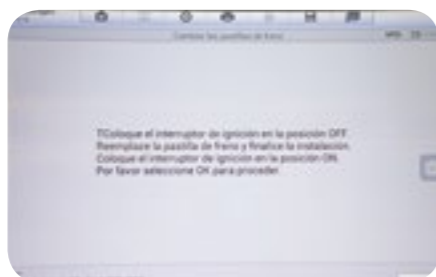 Cambiar las pastillas de freno
TColoque el interruptor de ignición en la posición OFF.
Reemplaze la pastilla de freno y finalice la instalación.
Coloque el interruptor de ignición en la posición ON.
Por favor seleccione OK para proceder.